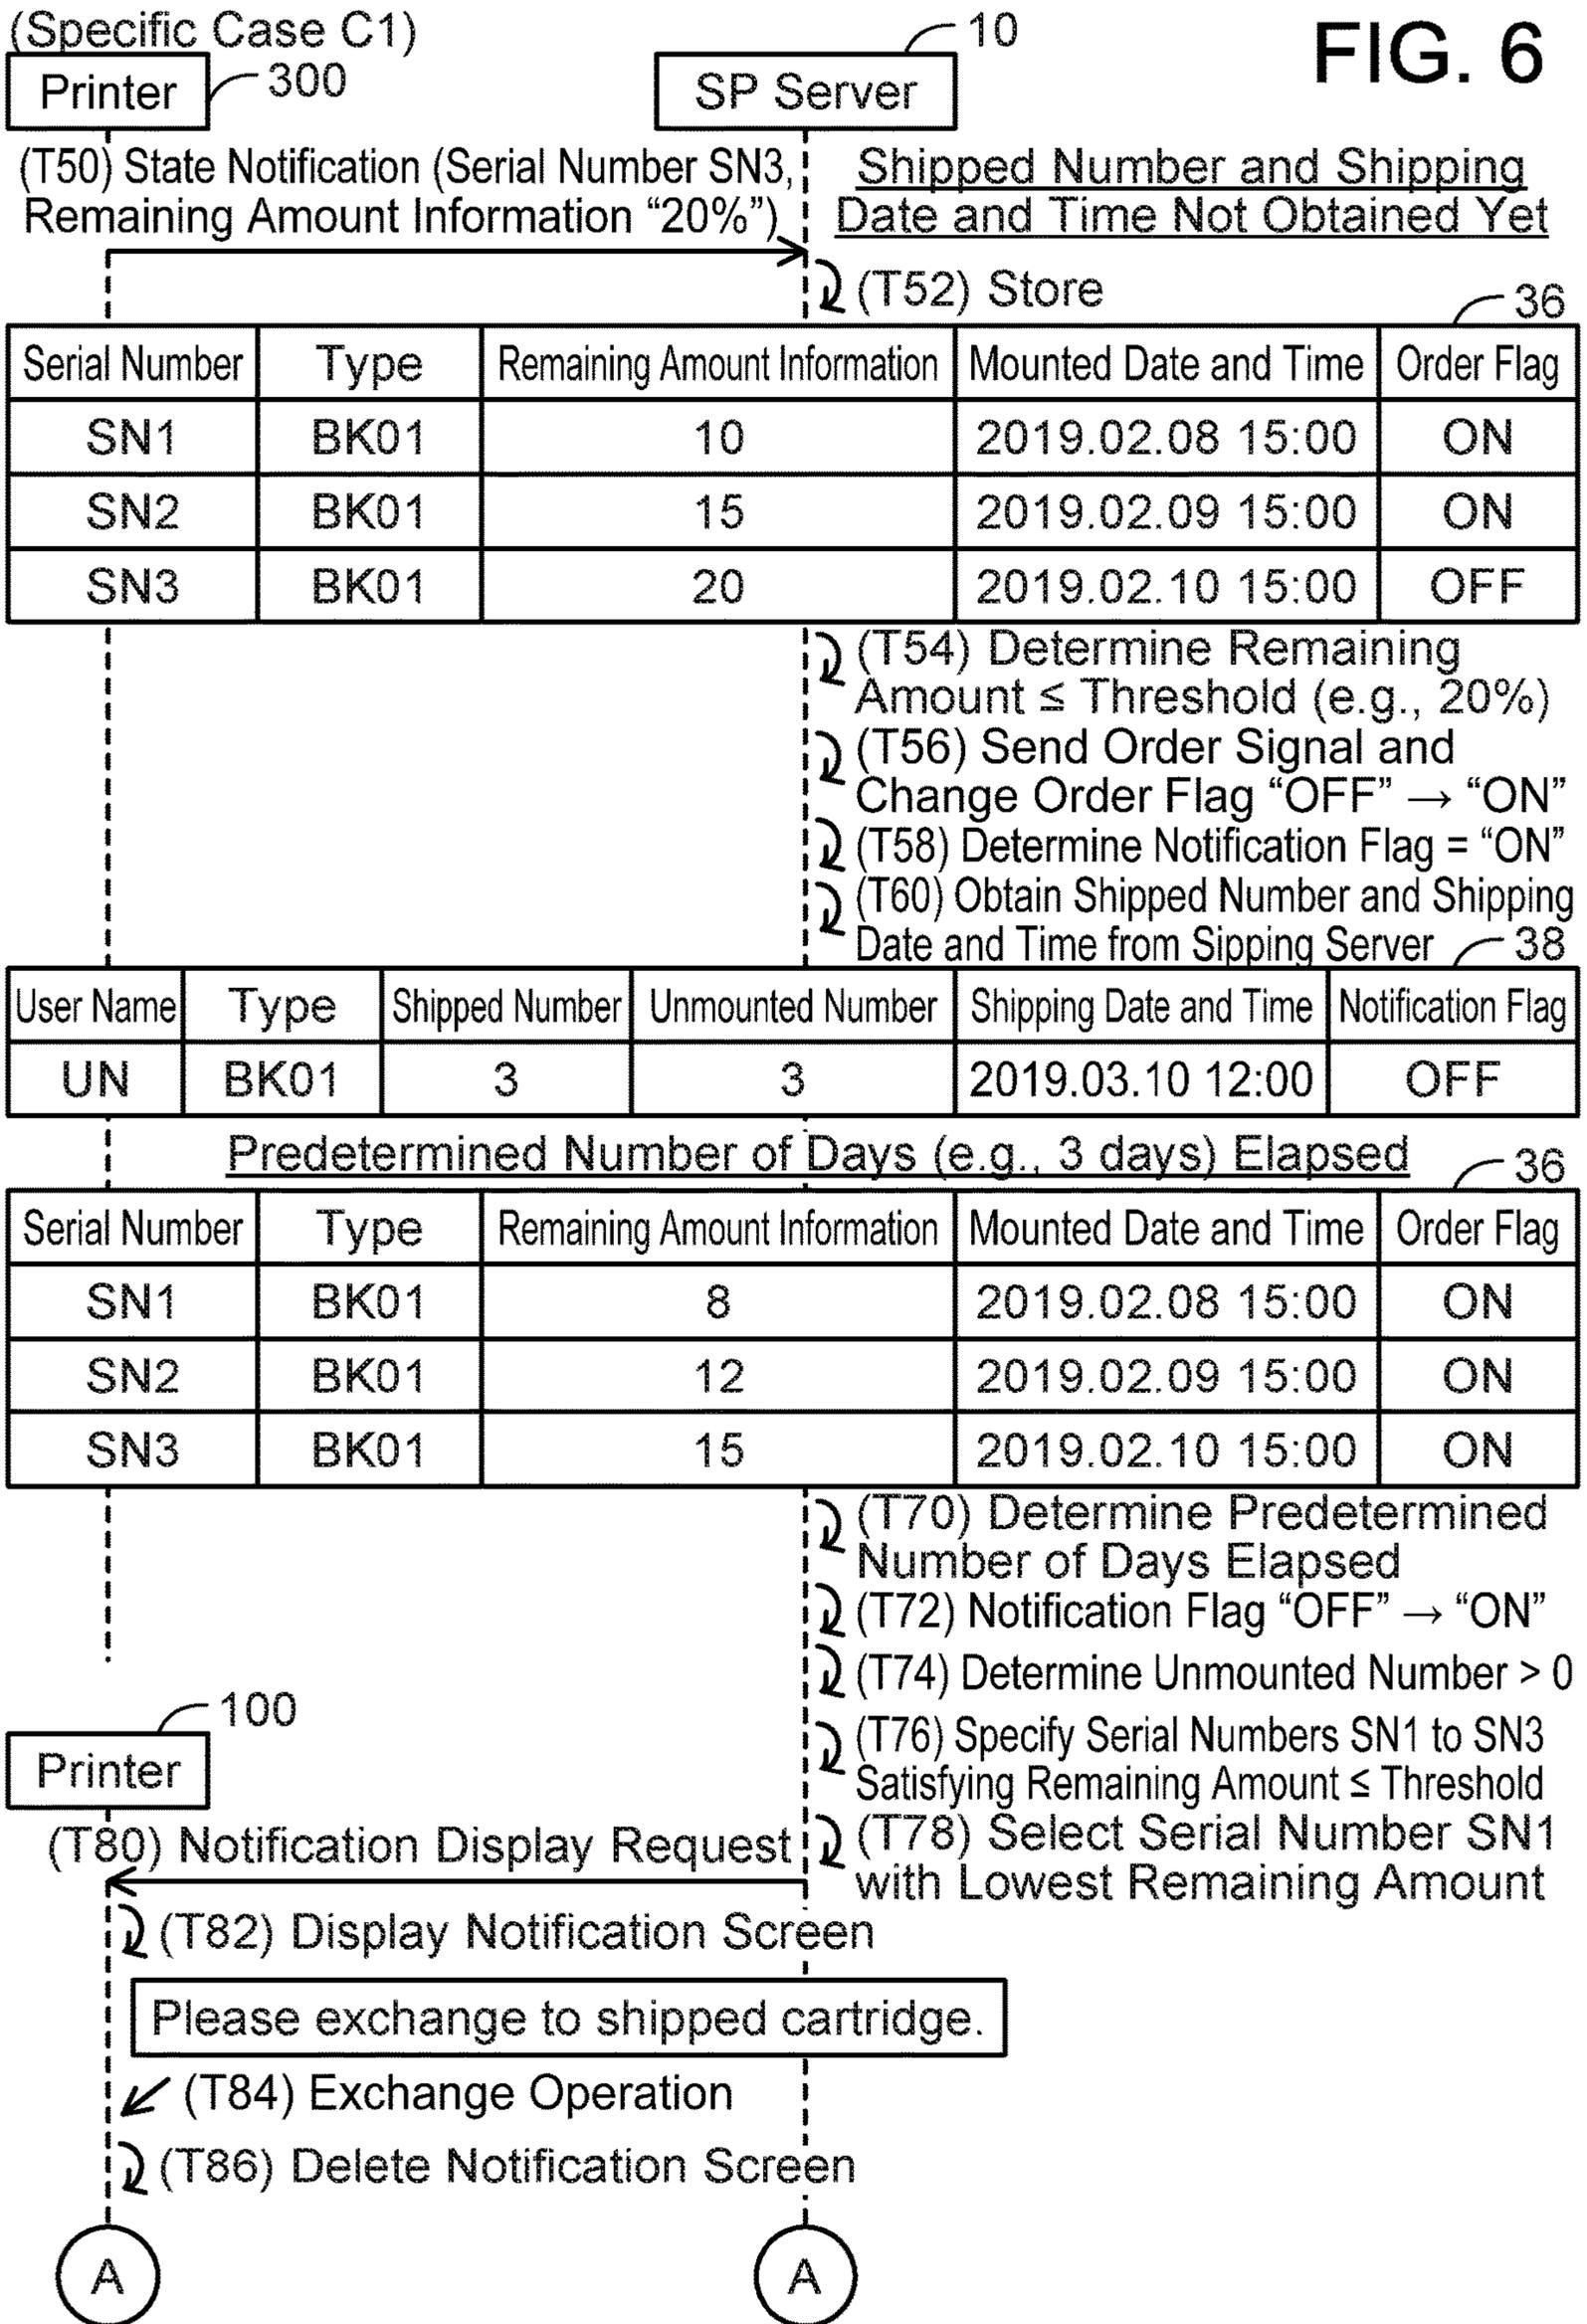 (Specific Case C1)
FIG. 6
Printer 300
SP Server 10
(T50) State Notification (Serial Number SN3,
Remaining Amount Information “20%”)
Shipped Number and Shipping
Date and Time Not Obtained Yet
(T52) Store
36
Serial Number Type Remaining Amount Information Mounted Date and Time Order Flag
SN1 BK01 10 2019.02.08 15:00 ON
SN2 BK01 15 2019.02.09 15:00 ON
SN3 BK01 20 2019.02.10 15:00 OFF
(T54) Determine Remaining
Amount ≤ Threshold (e.g., 20%)
(T56) Send Order Signal and
Change Order Flag “OFF” → “ON”
(T58) Determine Notification Flag = “ON”
(T60) Obtain Shipped Number and Shipping
Date and Time from Sipping Server
38
User Name Type Shipped Number Unmounted Number Shipping Date and Time Notification Flag
UN BK01 3 3 2019.03.10 12:00 OFF
Predetermined Number of Days (e.g., 3 days) Elapsed
36
Serial Number Type Remaining Amount Information Mounted Date and Time Order Flag
SN1 BK01 8 2019.02.08 15:00 ON
SN2 BK01 12 2019.02.09 15:00 ON
SN3 BK01 15 2019.02.10 15:00 ON
(T70) Determine Predetermined
Number of Days Elapsed
(T72) Notification Flag “OFF” → “ON”
(T74) Determine Unmounted Number > 0
(T76) Specify Serial Numbers SN1 to SN3
Satisfying Remaining Amount ≤ Threshold
(T78) Select Serial Number SN1
with Lowest Remaining Amount
Printer 100
(T80) Notification Display Request
(T82) Display Notification Screen
Please exchange to shipped cartridge.
(T84) Exchange Operation
(T86) Delete Notification Screen
A A